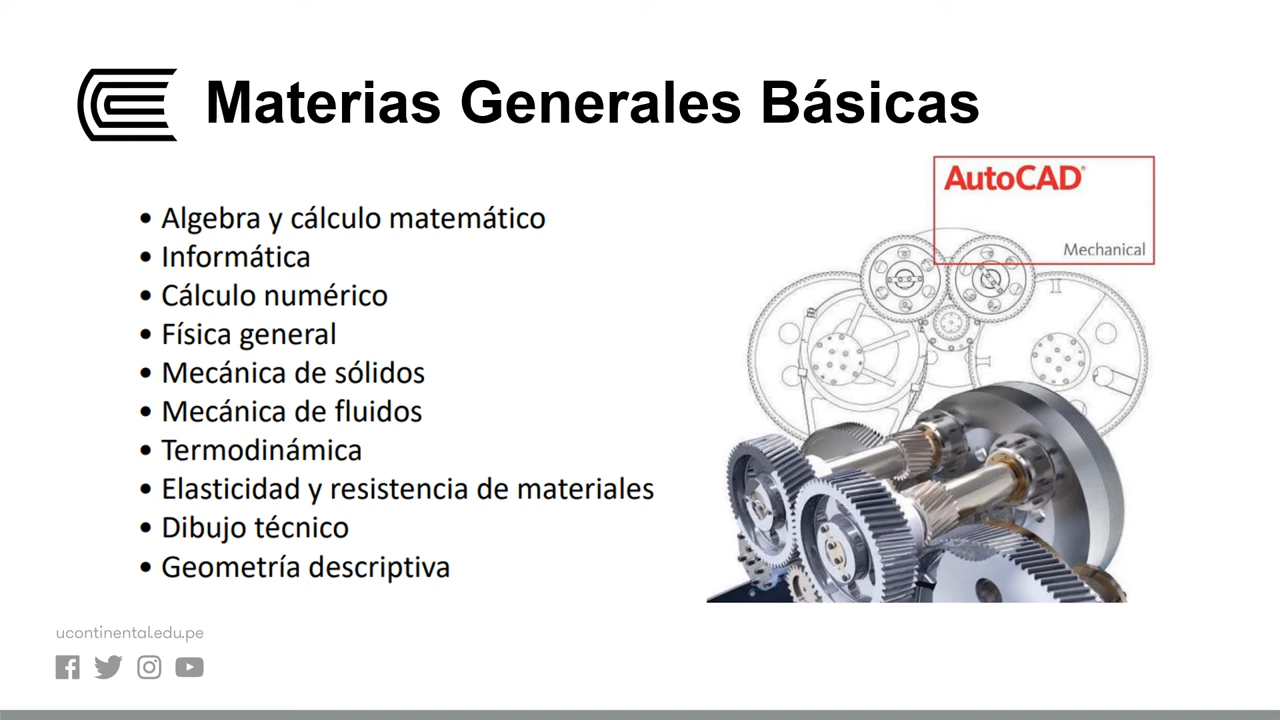 Materias Generales Básicas
AutoCAD®
Mechanical
• Algebra y cálculo matemático
• Informática
• Cálculo numérico
• Física general
• Mecánica de sólidos
• Mecánica de fluidos
• Termodinámica
• Elasticidad y resistencia de materiales
• Dibujo técnico
• Geometría descriptiva
ucontinental.edu.pe